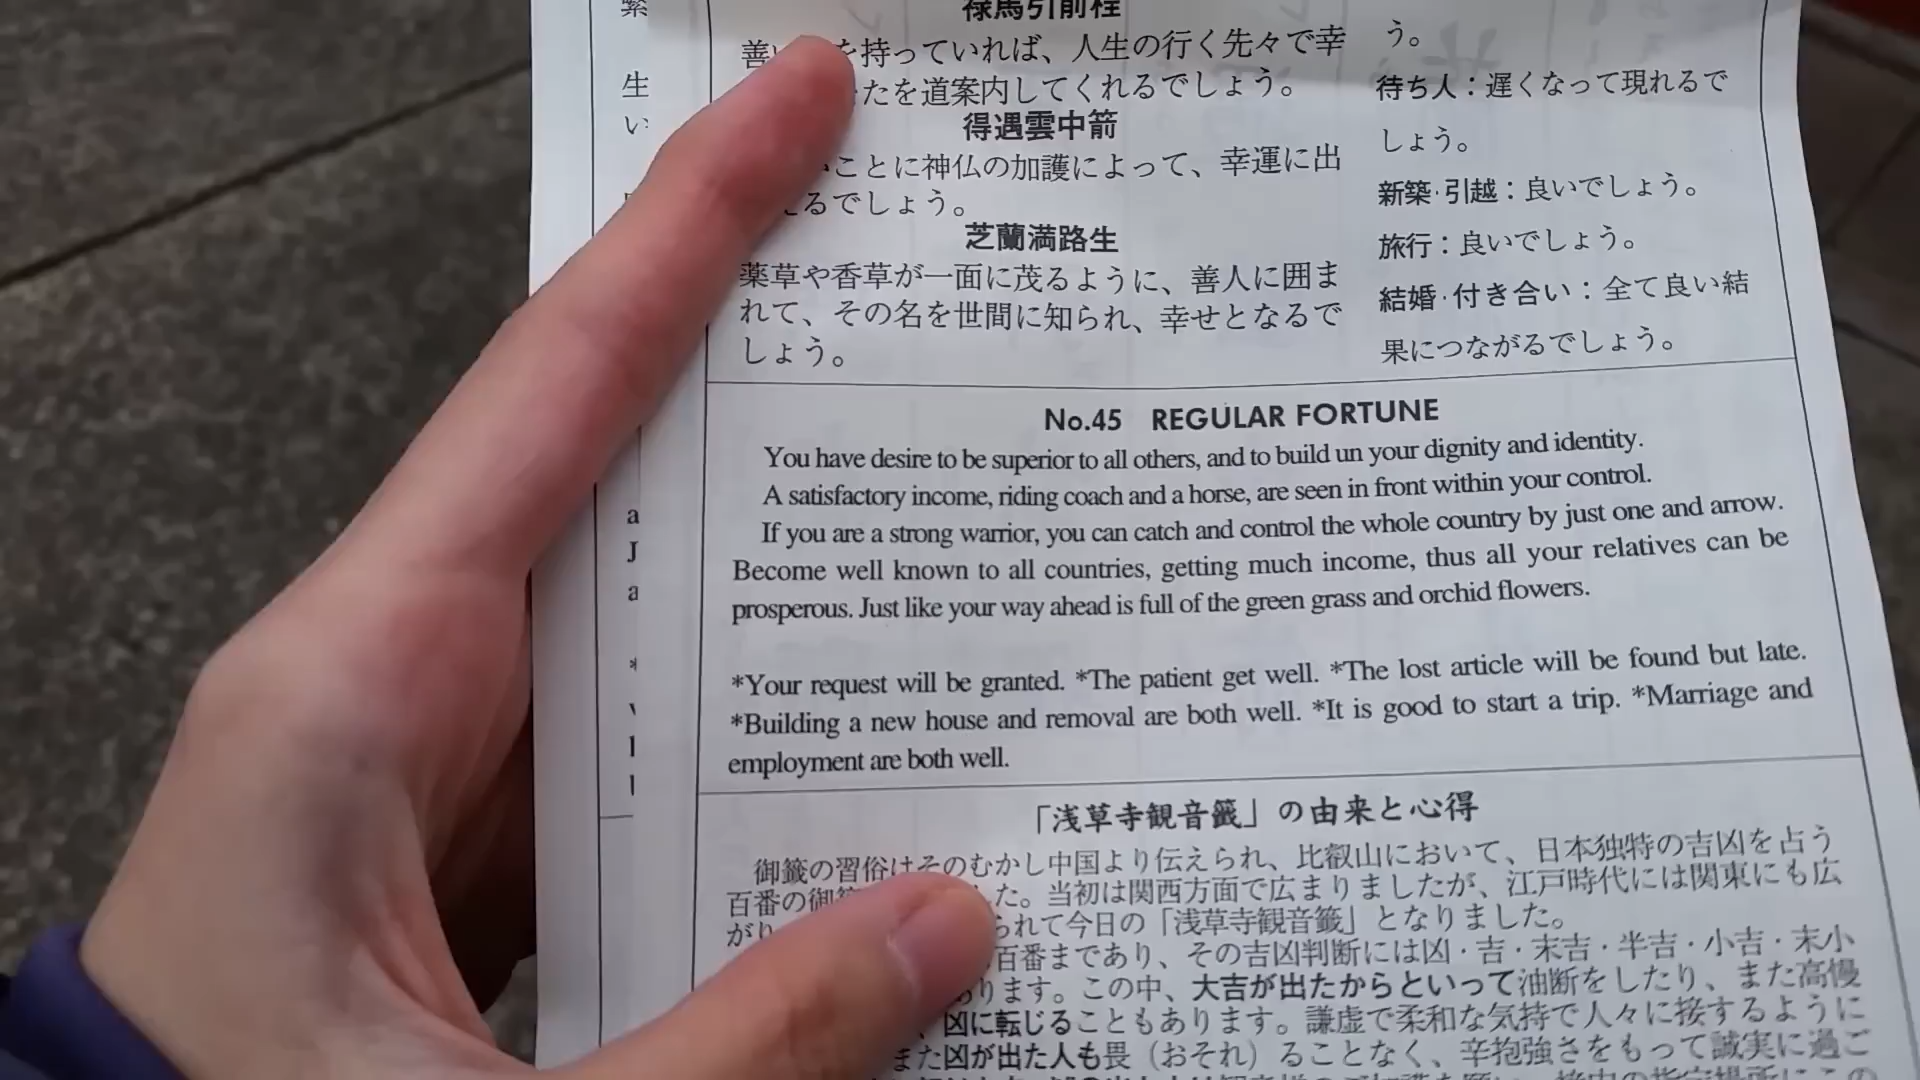 禄馬引前程
を持っていれば、人生の行く先々で幸
たを道案内してくれるでしょう。
得遇雲中箭
ことに神仏の加護によって、幸運に出
るでしょう。
芝蘭満路生
薬草や香草が一面に茂るように、善人に囲ま
れて、その名を世間に知られ、幸せとなるで
しょう。
う。
待ち人：遅くなって現れるで
しょう。
新築・引越：良いでしょう。
旅行：良いでしょう。
結婚・付き合い：全て良い結
果につながるでしょう。
No.45 REGULAR FORTUNE
You have desire to be superior to all others, and to build un your dignity and identity.
A satisfactory income, riding coach and a horse, are seen in front within your control.
If you are a strong warrior, you can catch and control the whole country by just one and arrow.
Become well known to all countries, getting much income, thus all your relatives can be
prosperous. Just like your way ahead is full of the green grass and orchid flowers.
*Your request will be granted. *The patient get well. *The lost article will be found but late.
*Building a new house and removal are both well. *It is good to start a trip. *Marriage and
employment are both well.
「浅草寺観音籤」の由来と心得
御籤の習俗はそのむかし中国より伝えられ、比叡山において、日本独特の吉凶を占う
百番の御 た。当初は関西方面で広まりましたが、江戸時代には関東にも広
がり られて今日の「浅草寺観音籤」となりました。
百番まであり、その吉凶判断には凶・吉・末吉・半吉・小吉・末小
ります。この中、大吉が出たからといって油断をしたり、また高慢
凶に転じることもあります。謙虚で柔和な気持で人々に接するように
また凶が出た人も畏（おそれ）ることなく、辛抱強さをもって誠実に過ご